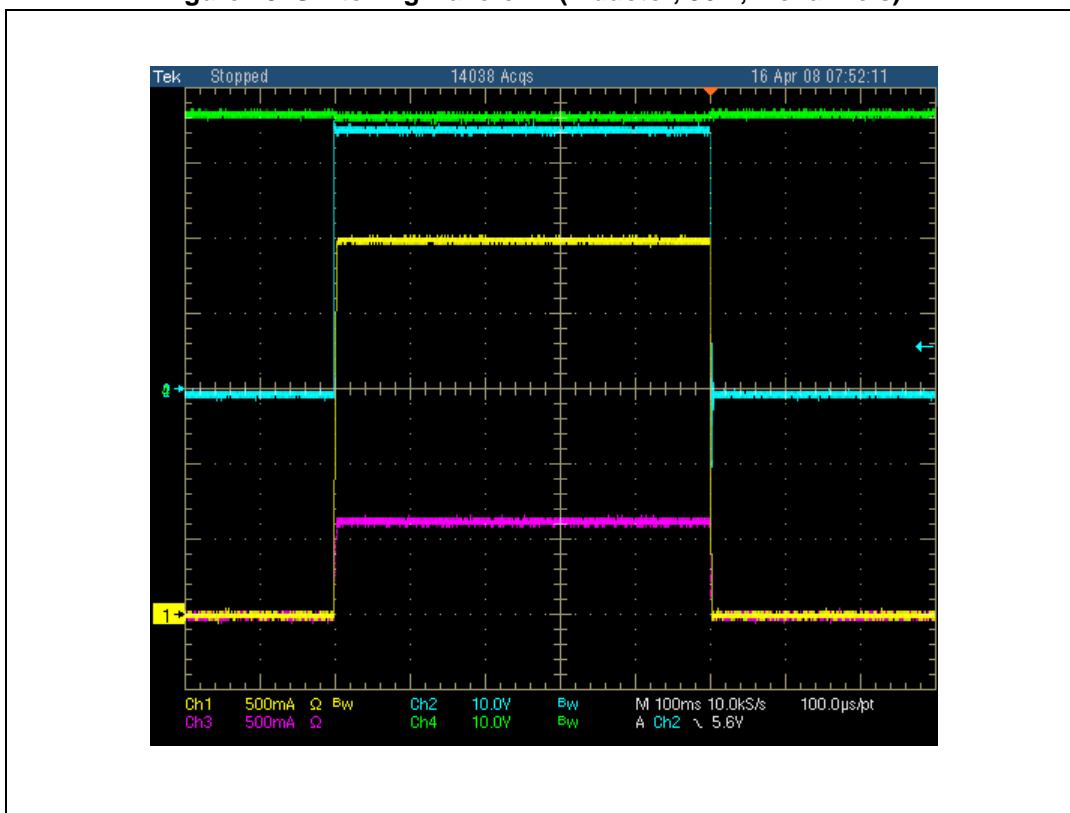 Tek Stopped 14038 Acqs 16 Apr 08 07:52:11
1
Ch1 500mA Ω Bw Ch2 10.0V Bw M 100ms 10.0kS/s 100.0µs/pt
Ch3 500mA Ω Ch4 10.0V Bw A Ch2 \ 5.6V